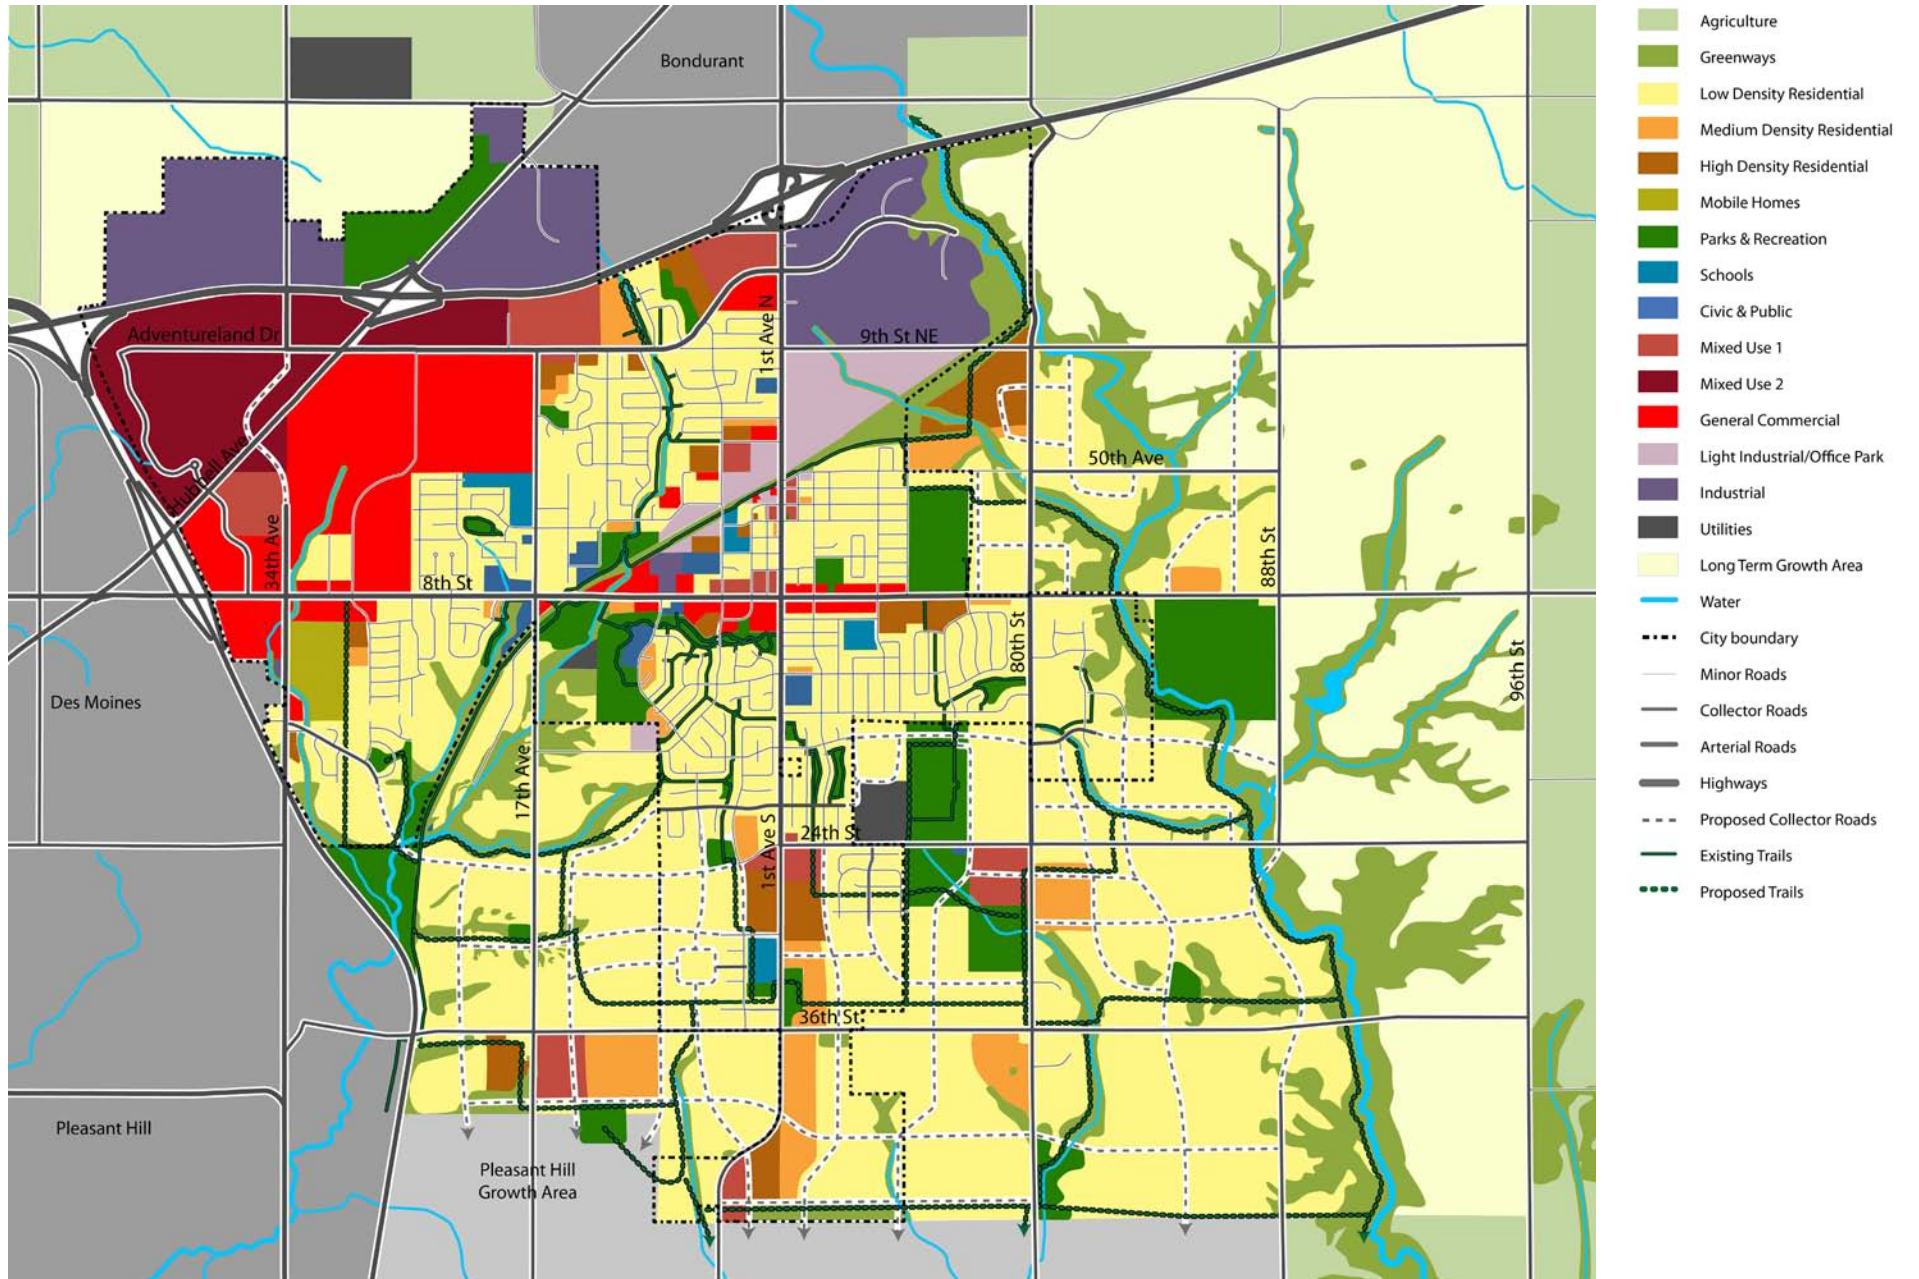 Bondurant
Adventureland Dr
1st Ave N
9th St NE
Hubbell Ave
50th Ave
34th Ave
8th St
88th St
80th St
96th St
Des Moines
17th Ave
24th St
1st Ave S
36th St
Pleasant Hill
Pleasant Hill
Growth Area
Agriculture
Greenways
Low Density Residential
Medium Density Residential
High Density Residential
Mobile Homes
Parks & Recreation
Schools
Civic & Public
Mixed Use 1
Mixed Use 2
General Commercial
Light Industrial/Office Park
Industrial
Utilities
Long Term Growth Area
Water
City boundary
Minor Roads
Collector Roads
Arterial Roads
Highways
Proposed Collector Roads
Existing Trails
Proposed Trails